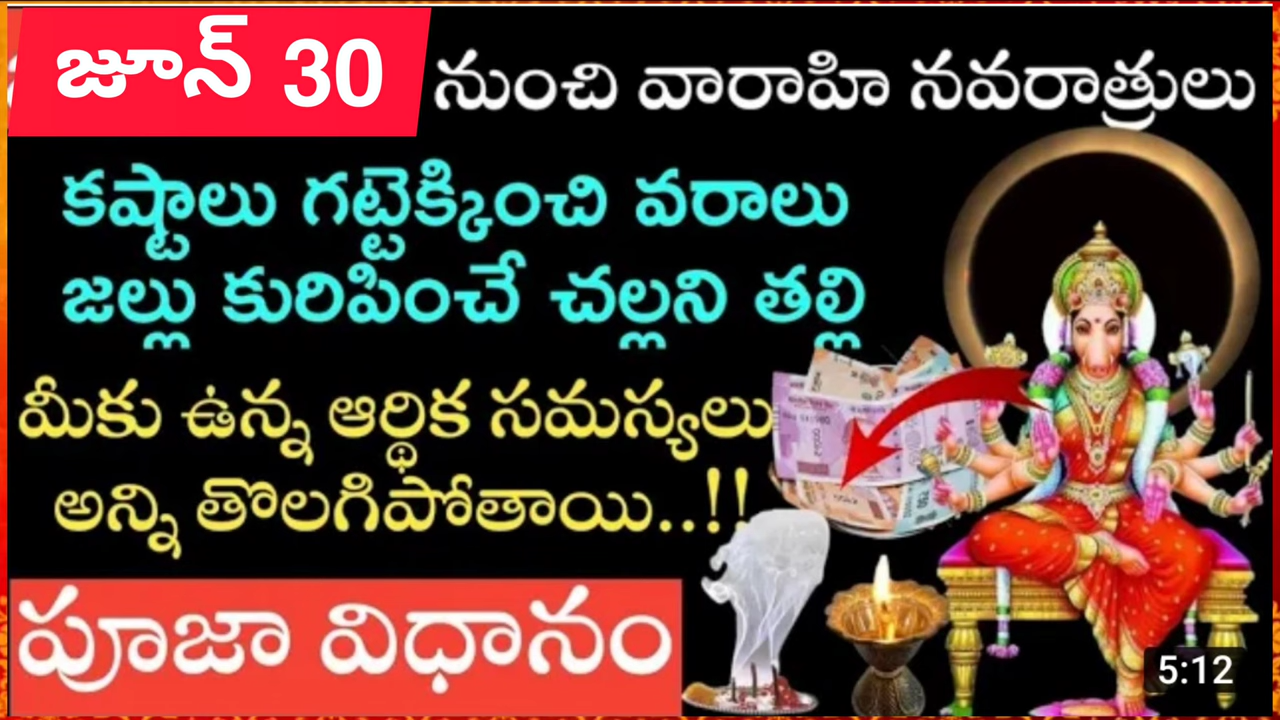 జూన్ 30 నుంచి వారాహి నవరాత్రులు
కష్టాలు గట్టెక్కించి వరాలు
జల్లు కురిపించే చల్లని తల్లి
మీకు ఉన్న ఆర్థిక సమస్యలు
అన్ని తొలగిపోతాయి..!!
పూజా విధానం
5:12